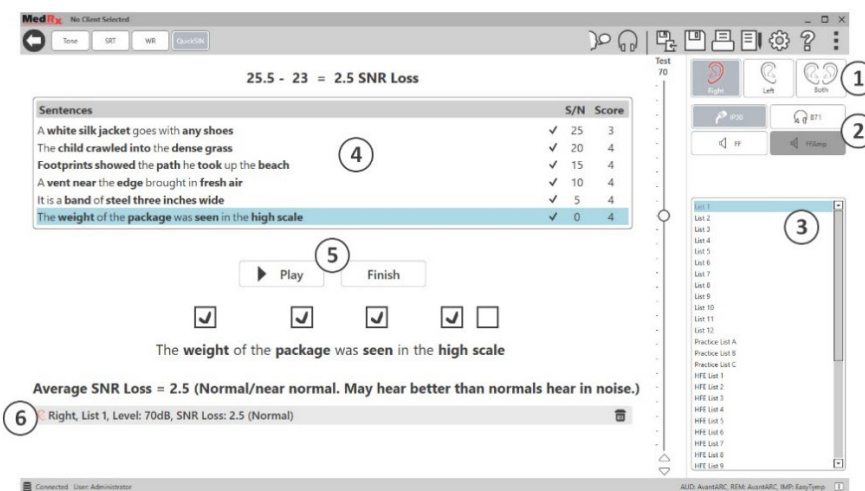 MedRx No Client Selected
Tone SRT WR QuickSIN
25.5 - 23 = 2.5 SNR Loss
Test
70
Right Left Both
1
IP30 B71
2
FF FFAmp
Sentences S/N Score
A white silk jacket goes with any shoes 25 3
The child crawled into the dense grass 20 4
Footprints showed the path he took up the beach 15 4
A vent near the edge brought in fresh air 10 4
It is a band of steel three inches wide 5 4
The weight of the package was seen in the high scale 0 4
4
List 1
List 2
List 3
List 4
List 5
List 6
List 7
List 8
List 9
List 10
List 11
List 12
Practice List A
Practice List B
Practice List C
HFE List 1
HFE List 2
HFE List 3
HFE List 4
HFE List 5
HFE List 6
HFE List 7
HFE List 8
HFE List 9
3
5
Play Finish
The weight of the package was seen in the high scale
Average SNR Loss = 2.5 (Normal/near normal. May hear better than normals hear in noise.)
6
Right, List 1, Level: 70dB, SNR Loss: 2.5 (Normal)
Connected User: Administrator
AUD: AvantARC, REM: AvantARC, IMP: EasyTymp